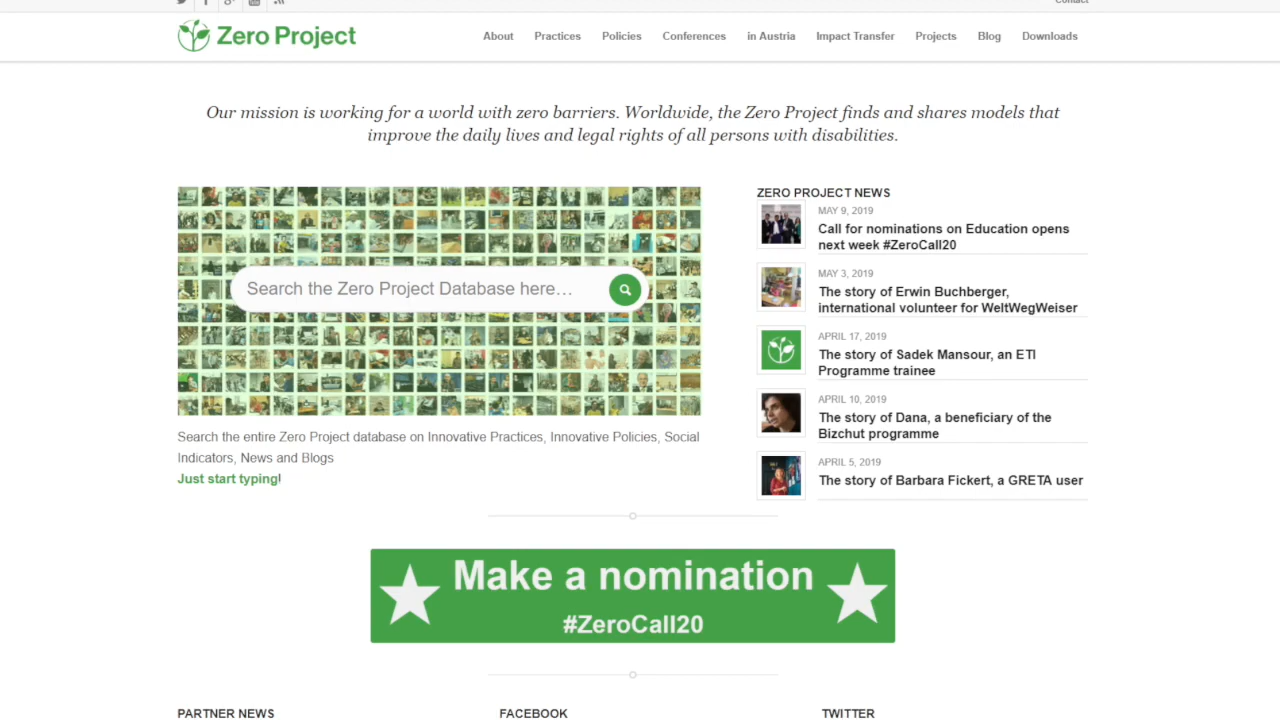 Contact
Zero Project
About
Practices
Policies
Conferences
in Austria
Impact Transfer
Projects
Blog
Downloads
Our mission is working for a world with zero barriers. Worldwide, the Zero Project finds and shares models that
improve the daily lives and legal rights of all persons with disabilities.
Search the Zero Project Database here...
Search the entire Zero Project database on Innovative Practices, Innovative Policies, Social
Indicators, News and Blogs
Just start typing!
ZERO PROJECT NEWS
MAY 9, 2019
Call for nominations on Education opens
next week #ZeroCall20
MAY 3, 2019
The story of Erwin Buchberger,
international volunteer for WeltWegWeiser
APRIL 17, 2019
The story of Sadek Mansour, an ETI
Programme trainee
APRIL 10, 2019
The story of Dana, a beneficiary of the
Bizchut programme
APRIL 5, 2019
The story of Barbara Fickert, a GRETA user
Make a nomination
#ZeroCall20
PARTNER NEWS
FACEBOOK
TWITTER